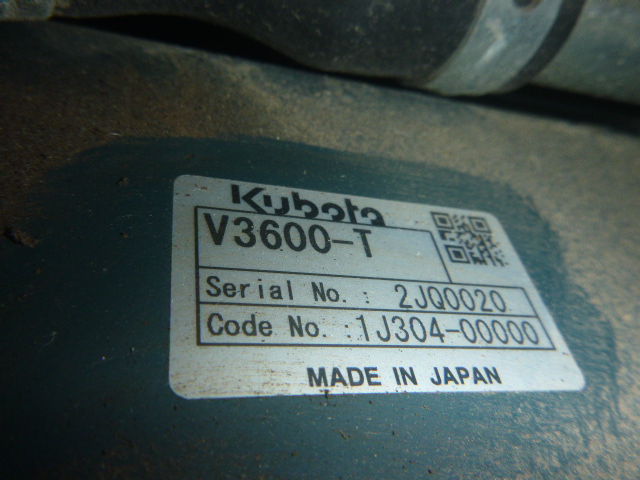 Kubota
V3600-T
Serial No.: 2JQ0020
Code No.:1J304-00000
MADE IN JAPAN